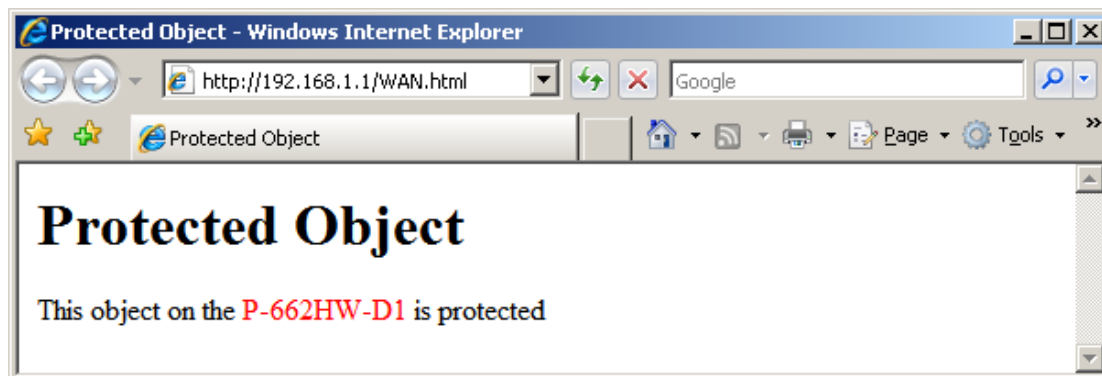 Protected Object - Windows Internet Explorer
http://192.168.1.1/WAN.html Google
Protected Object Page Tools »
Protected Object
This object on the P-662HW-D1 is protected